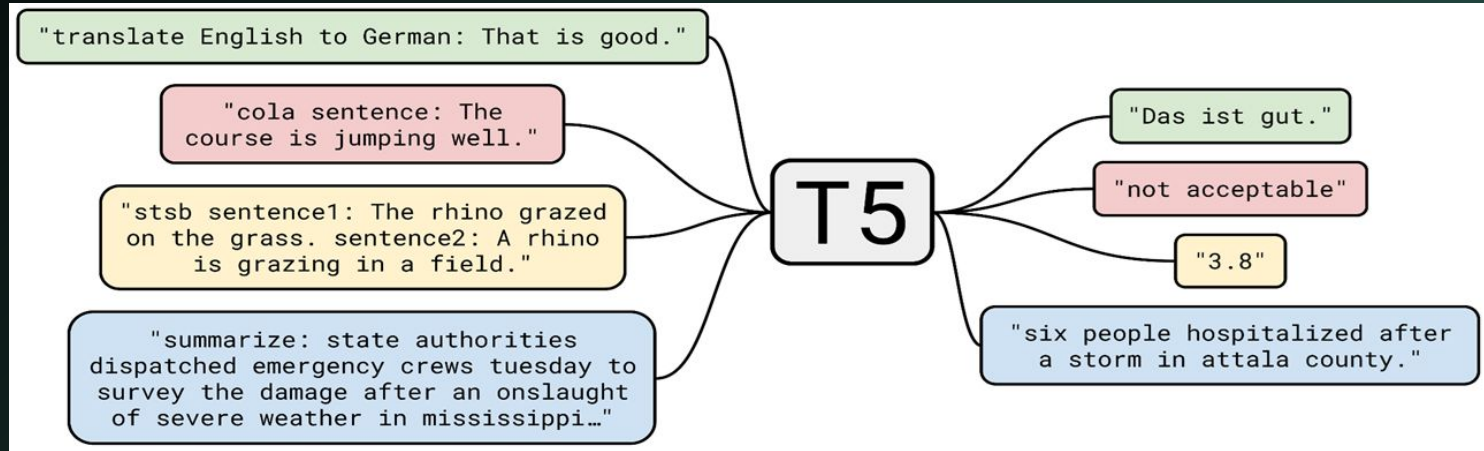 "translate English to German: That is good."
"cola sentence: The
course is jumping well."
"stsb sentence1: The rhino grazed
on the grass. sentence2: A rhino
is grazing in a field."
"summarize: state authorities
dispatched emergency crews tuesday to
survey the damage after an onslaught
of severe weather in mississippi…"
T5
"Das ist gut."
"not acceptable"
"3.8"
"six people hospitalized after
a storm in attala county."